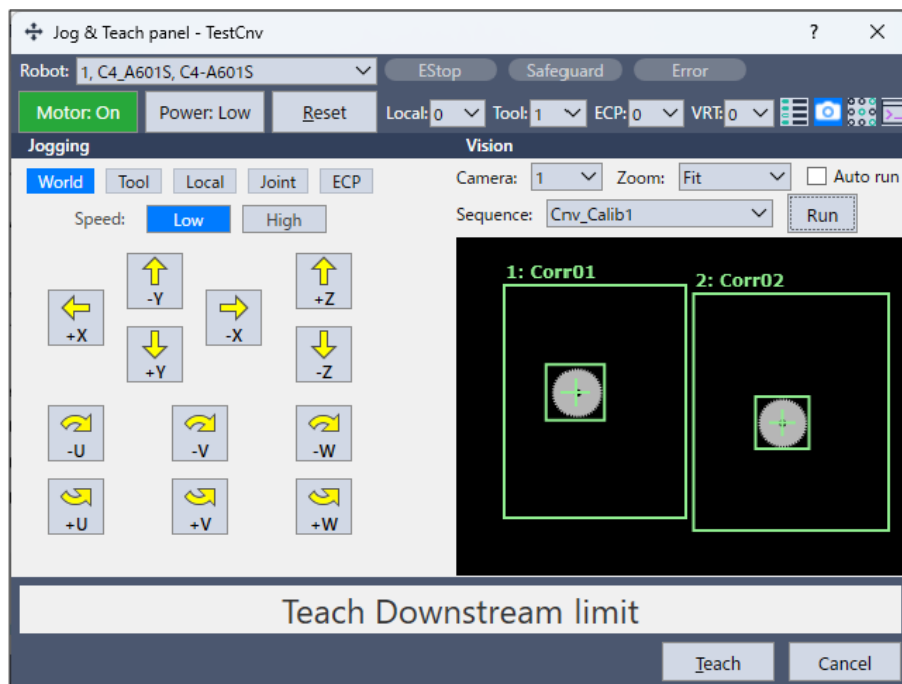 Jog & Teach panel - TestCnv ? X
Robot: 1, C4_A601S, C4-A601S EStop Safeguard Error
Motor: On Power: Low Reset Local: 0 Tool: 1 ECP: 0 VRT: 0
Jogging Vision
World Tool Local Joint ECP Camera: 1 Zoom: Fit Auto run
Speed: Low High Sequence: Cnv_Calib1 Run
1: Corr01 2: Corr02
-Y +Z
+X -X
+Y -Z
-U -V -W
+U +V +W
Teach Downstream limit
Teach Cancel